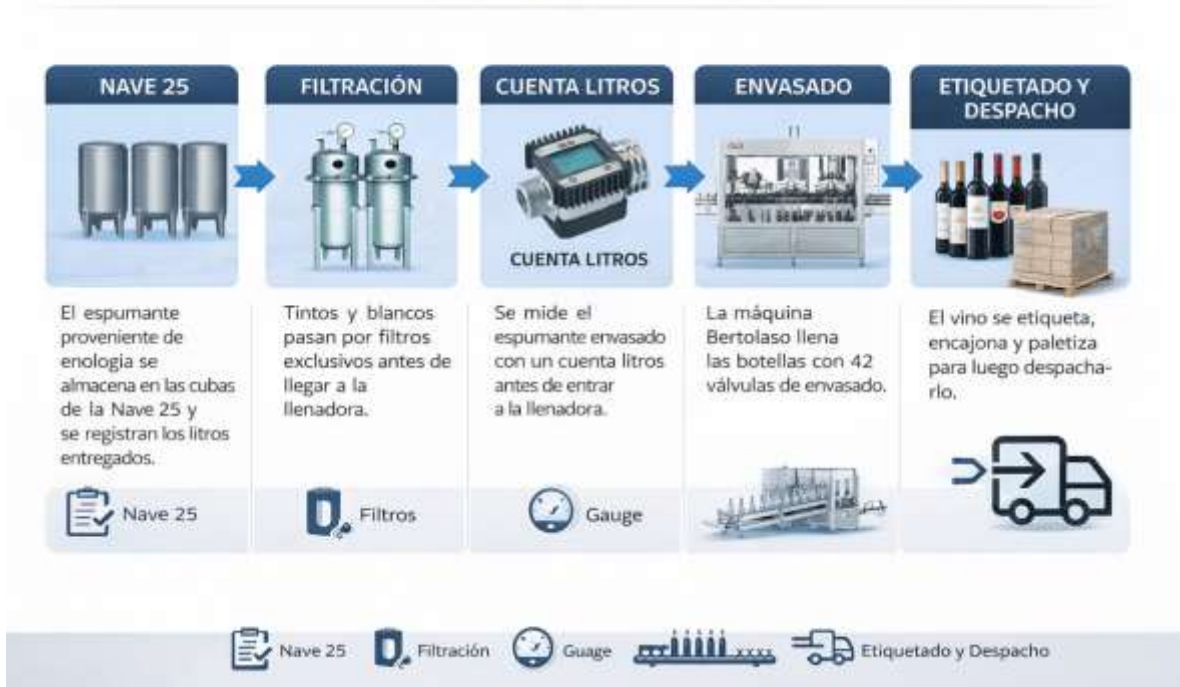 NAVE 25
FILTRACIÓN
CUENTA LITROS
ENVASADO
ETIQUETADO Y
DESPACHO
CUENTA LITROS
El espumante
proveniente de
enologia se
almacena en las cubas
de la Nave 25 y
se registran los litros
entregados.
Tintos y blancos
pasan por filtros
exclusivos antes de
llegar a la
llenadora.
Se mide el
espumante envasado
con un cuenta litros
antes de entrar
a la llenadora.
La máquina
Bertolaso llena
las botellas con 42
válvulas de envasado.
El vino se etiqueta,
encajona y paletiza
para luego despacha-
rlo.
Nave 25
Filtros
Gauge
Nave 25
Filtración
Guage
Etiquetado y Despacho